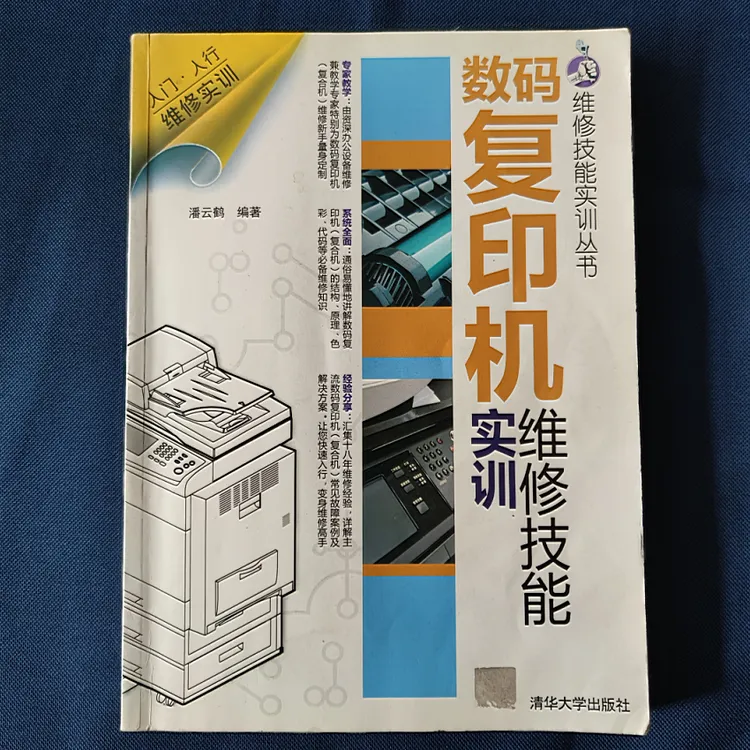 维修技能实训丛书
数码
复印机
维修技能
实训
入门·入行
维修实训
专家教学：由资深办公设备维修
兼教学专家特别为数码复印机
（复合机）维修新手量身定制
潘云鹤 编著
系统全面：通俗易懂地讲解数码复
印机（复合机）的结构、原理、色
彩、代码等必备维修知识
经验分享：汇集十八年维修经验，详解主
流数码复印机（复合机）常见故障案例及
解决方案，让您快速入行，变身维修高手
清华大学出版社